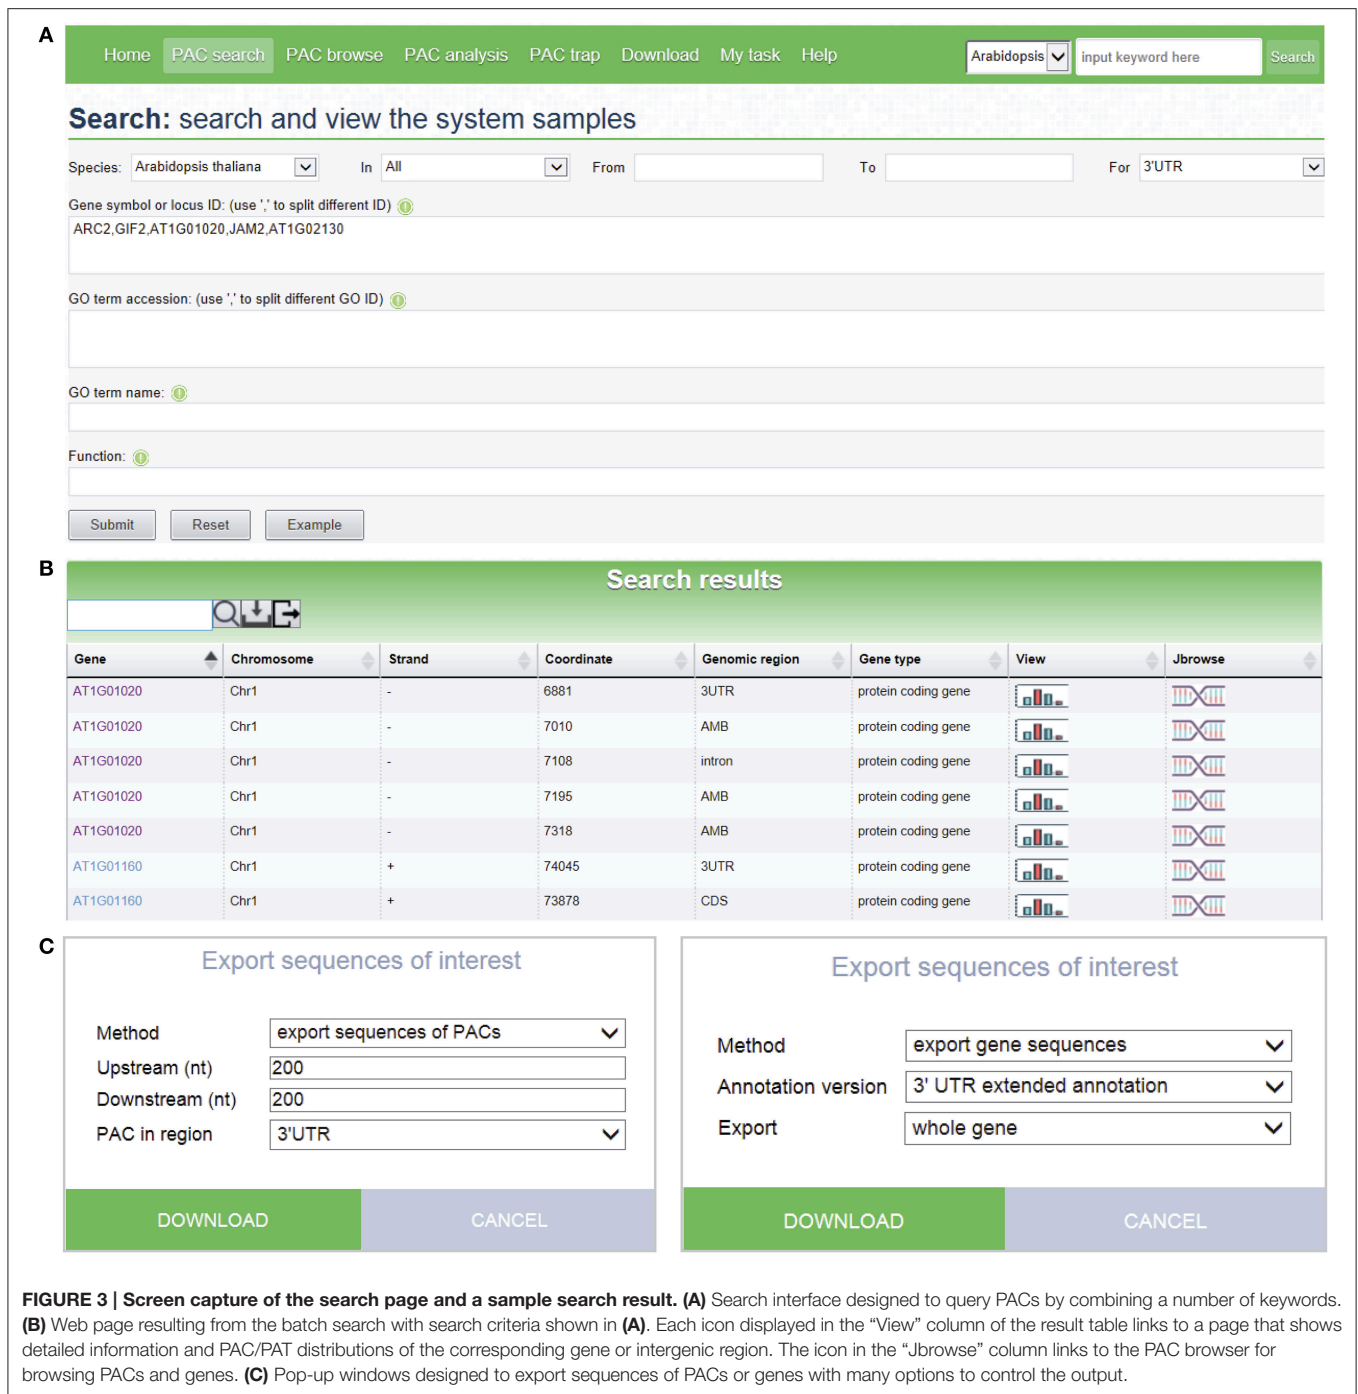 A
Home PAC search PAC browse PAC analysis PAC trap Download My task Help Arabidopsis input keyword here Search
Search: search and view the system samples
Species: Arabidopsis thaliana In All From To For 3'UTR
Gene symbol or locus ID: (use ',' to split different ID)
ARC2,GIF2,AT1G01020,JAM2,AT1G02130
GO term accession: (use ',' to split different GO ID)
GO term name:
Function:
Submit Reset Example
B
Search results
Gene Chromosome Strand Coordinate Genomic region Gene type View Jbrowse
AT1G01020 Chr1 - 6881 3UTR protein coding gene
AT1G01020 Chr1 - 7010 AMB protein coding gene
AT1G01020 Chr1 - 7108 intron protein coding gene
AT1G01020 Chr1 - 7195 AMB protein coding gene
AT1G01020 Chr1 - 7318 AMB protein coding gene
AT1G01160 Chr1 + 74045 3UTR protein coding gene
AT1G01160 Chr1 + 73878 CDS protein coding gene
C
Export sequences of interest
Method export sequences of PACs
Upstream (nt) 200
Downstream (nt) 200
PAC in region 3'UTR
DOWNLOAD CANCEL
Export sequences of interest
Method export gene sequences
Annotation version 3' UTR extended annotation
Export whole gene
DOWNLOAD CANCEL
FIGURE 3 | Screen capture of the search page and a sample search result. (A) Search interface designed to query PACs by combining a number of keywords.
(B) Web page resulting from the batch search with search criteria shown in (A). Each icon displayed in the “View” column of the result table links to a page that shows
detailed information and PAC/PAT distributions of the corresponding gene or intergenic region. The icon in the “Jbrowse” column links to the PAC browser for
browsing PACs and genes. (C) Pop-up windows designed to export sequences of PACs or genes with many options to control the output.